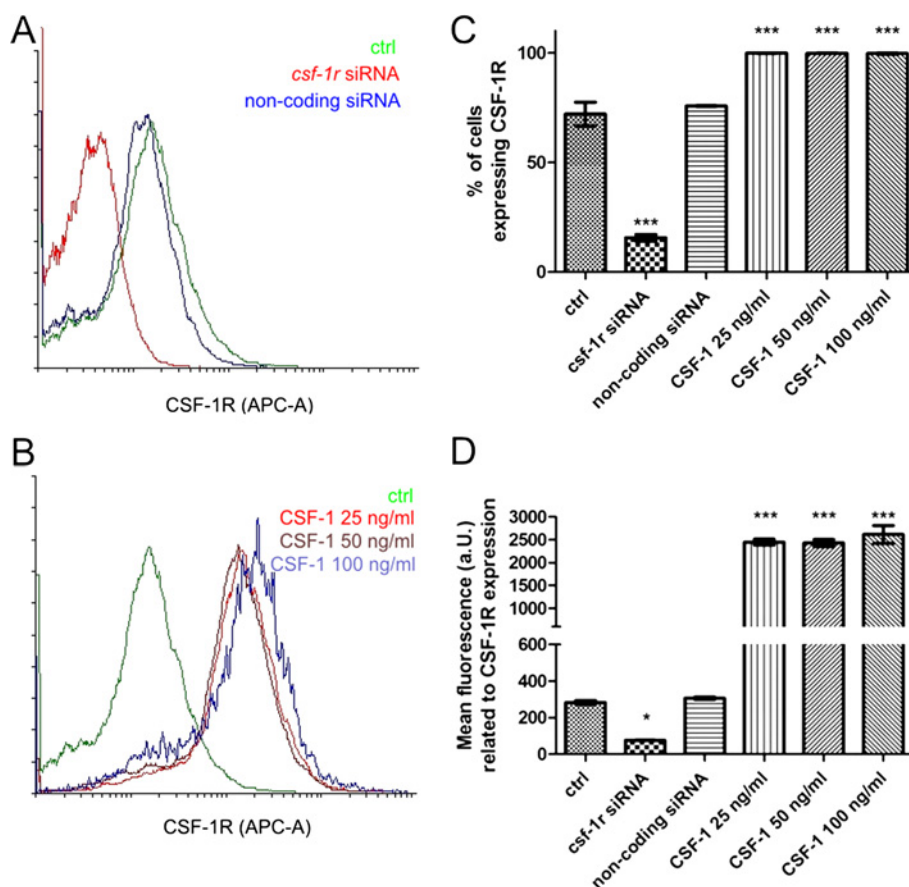 A
ctrl
csf-1r siRNA
non-coding siRNA
CSF-1R (APC-A)
B
ctrl
CSF-1 25 ng/ml
CSF-1 50 ng/ml
CSF-1 100 ng/ml
CSF-1R (APC-A)
C
% of cells
expressing CSF-1R
100
50
0
***
***
***
***
ctrl
csf-1r siRNA
non-coding siRNA
CSF-1 25 ng/ml
CSF-1 50 ng/ml
CSF-1 100 ng/ml
D
Mean fluorescence (a.U.)
related to CSF-1R expression
3000
2500
2000
1500
1000
600
400
200
0
*
***
***
***
ctrl
csf-1r siRNA
non-coding siRNA
CSF-1 25 ng/ml
CSF-1 50 ng/ml
CSF-1 100 ng/ml